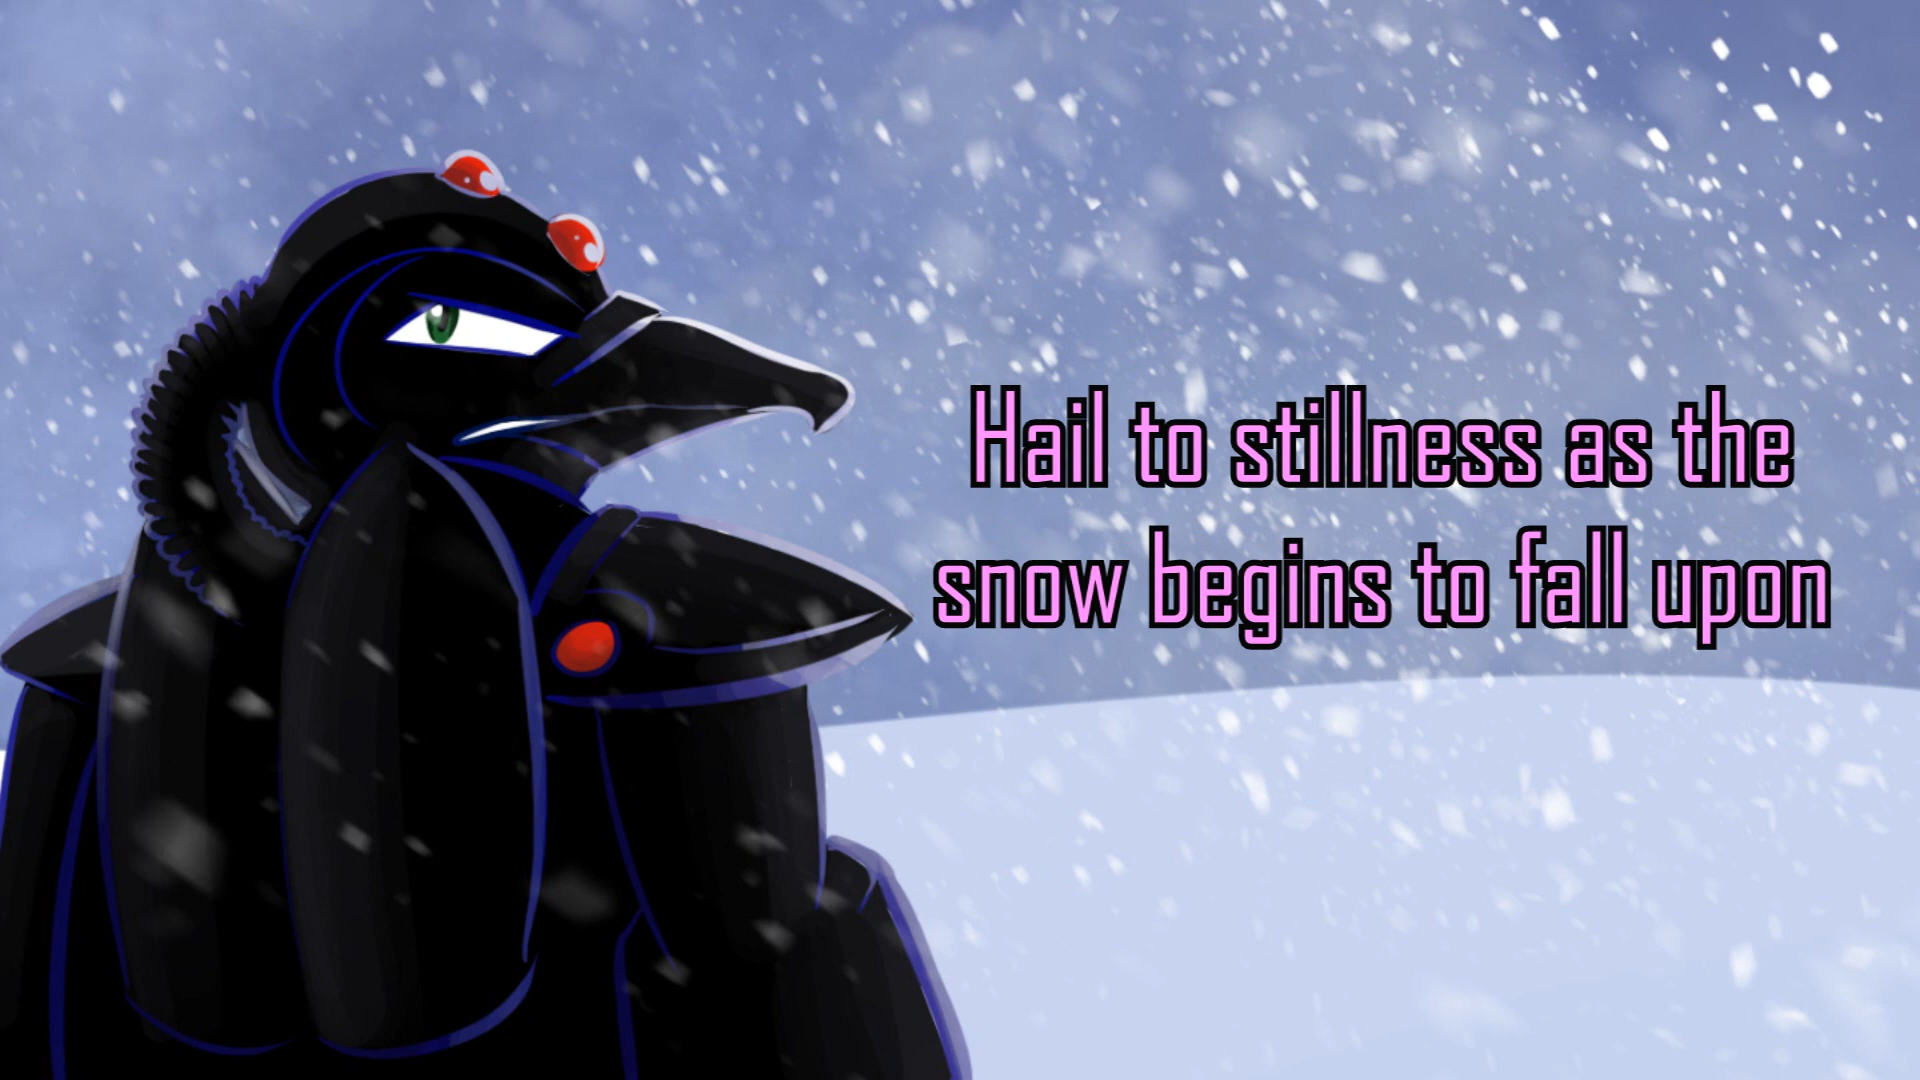 Hail to stillness as the
snow begins to fall upon